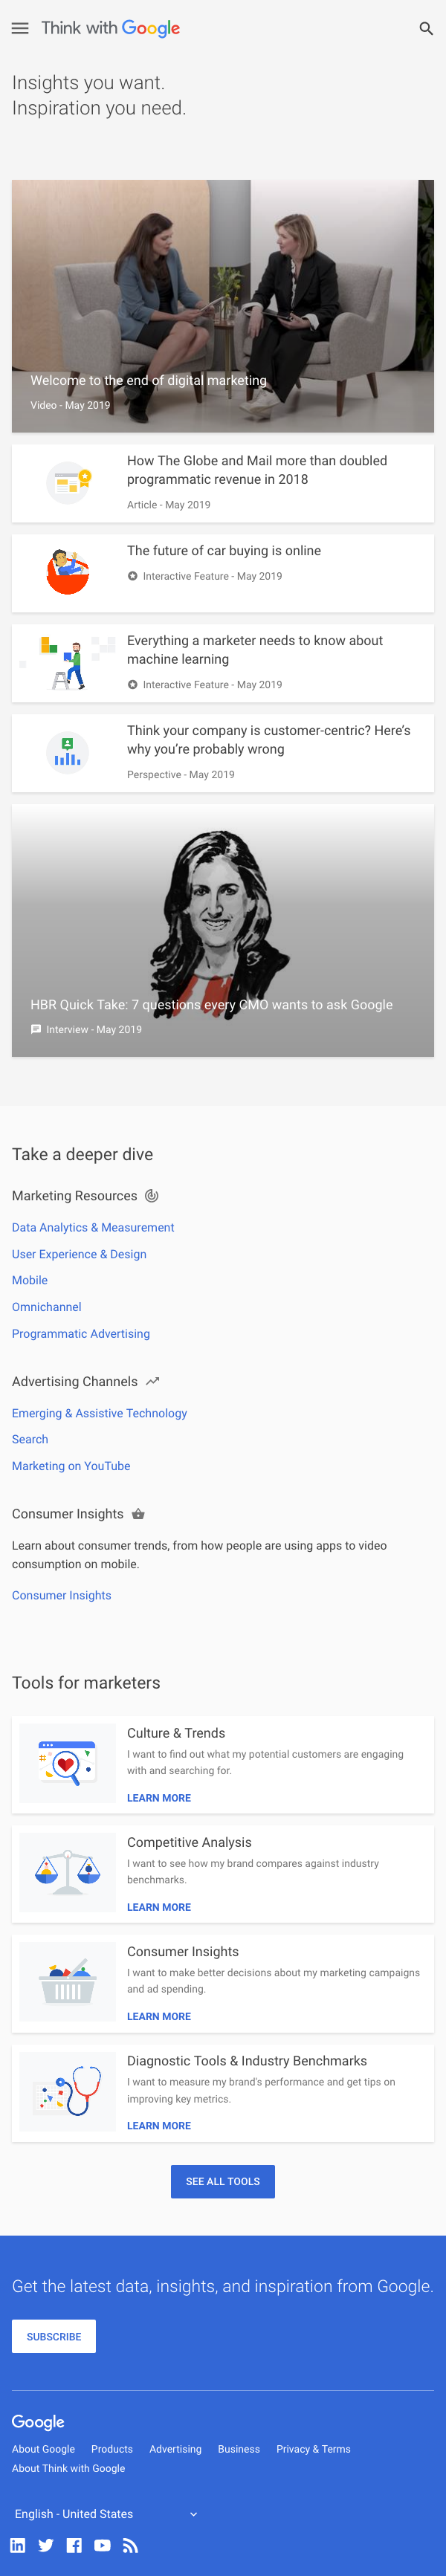 Think with Google
Insights you want.
Inspiration you need.
Welcome to the end of digital marketing
Video - May 2019
How The Globe and Mail more than doubled
programmatic revenue in 2018
Article - May 2019
The future of car buying is online
Interactive Feature - May 2019
Everything a marketer needs to know about
machine learning
Interactive Feature - May 2019
Think your company is customer-centric? Here’s
why you’re probably wrong
Perspective - May 2019
HBR Quick Take: 7 questions every CMO wants to ask Google
Interview - May 2019
Take a deeper dive
Marketing Resources
Data Analytics & Measurement
User Experience & Design
Mobile
Omnichannel
Programmatic Advertising
Advertising Channels
Emerging & Assistive Technology
Search
Marketing on YouTube
Consumer Insights
Learn about consumer trends, from how people are using apps to video
consumption on mobile.
Consumer Insights
Tools for marketers
Culture & Trends
I want to find out what my potential customers are engaging
with and searching for.
LEARN MORE
Competitive Analysis
I want to see how my brand compares against industry
benchmarks.
LEARN MORE
Consumer Insights
I want to make better decisions about my marketing campaigns
and ad spending.
LEARN MORE
Diagnostic Tools & Industry Benchmarks
I want to measure my brand's performance and get tips on
improving key metrics.
LEARN MORE
SEE ALL TOOLS
Get the latest data, insights, and inspiration from Google.
SUBSCRIBE
Google
About Google Products Advertising Business Privacy & Terms
About Think with Google
English - United States